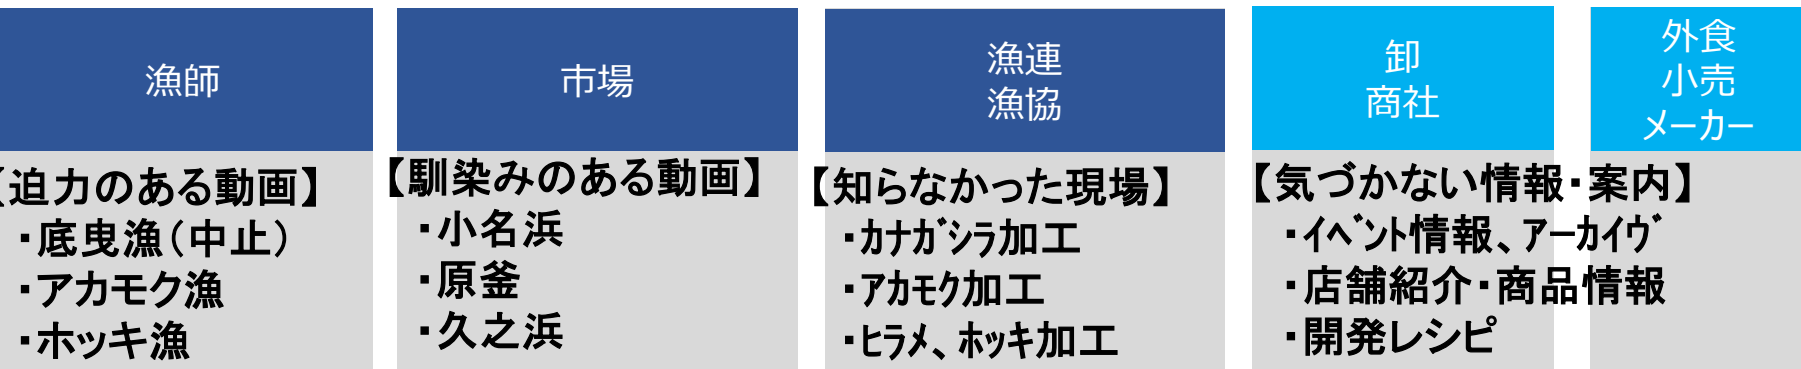 漁師
【迫力のある動画】
・底曳漁（中止）
・アカモク漁
・ホッキ漁
市場
【馴染みのある動画】
・小名浜
・原釜
・久之浜
漁連
漁協
【知らなかった現場】
・ｶﾅｶﾞｼﾗ加工
・ｱｶﾓｸ加工
・ﾋﾗﾒ、ﾎｯｷ加工
卸
商社
外食
小売
メーカー
【気づかない情報・案内】
・ｲﾍﾞﾝﾄ情報、ｱｰｶｲｳﾞ
・店舗紹介・商品情報
・開発レシピ